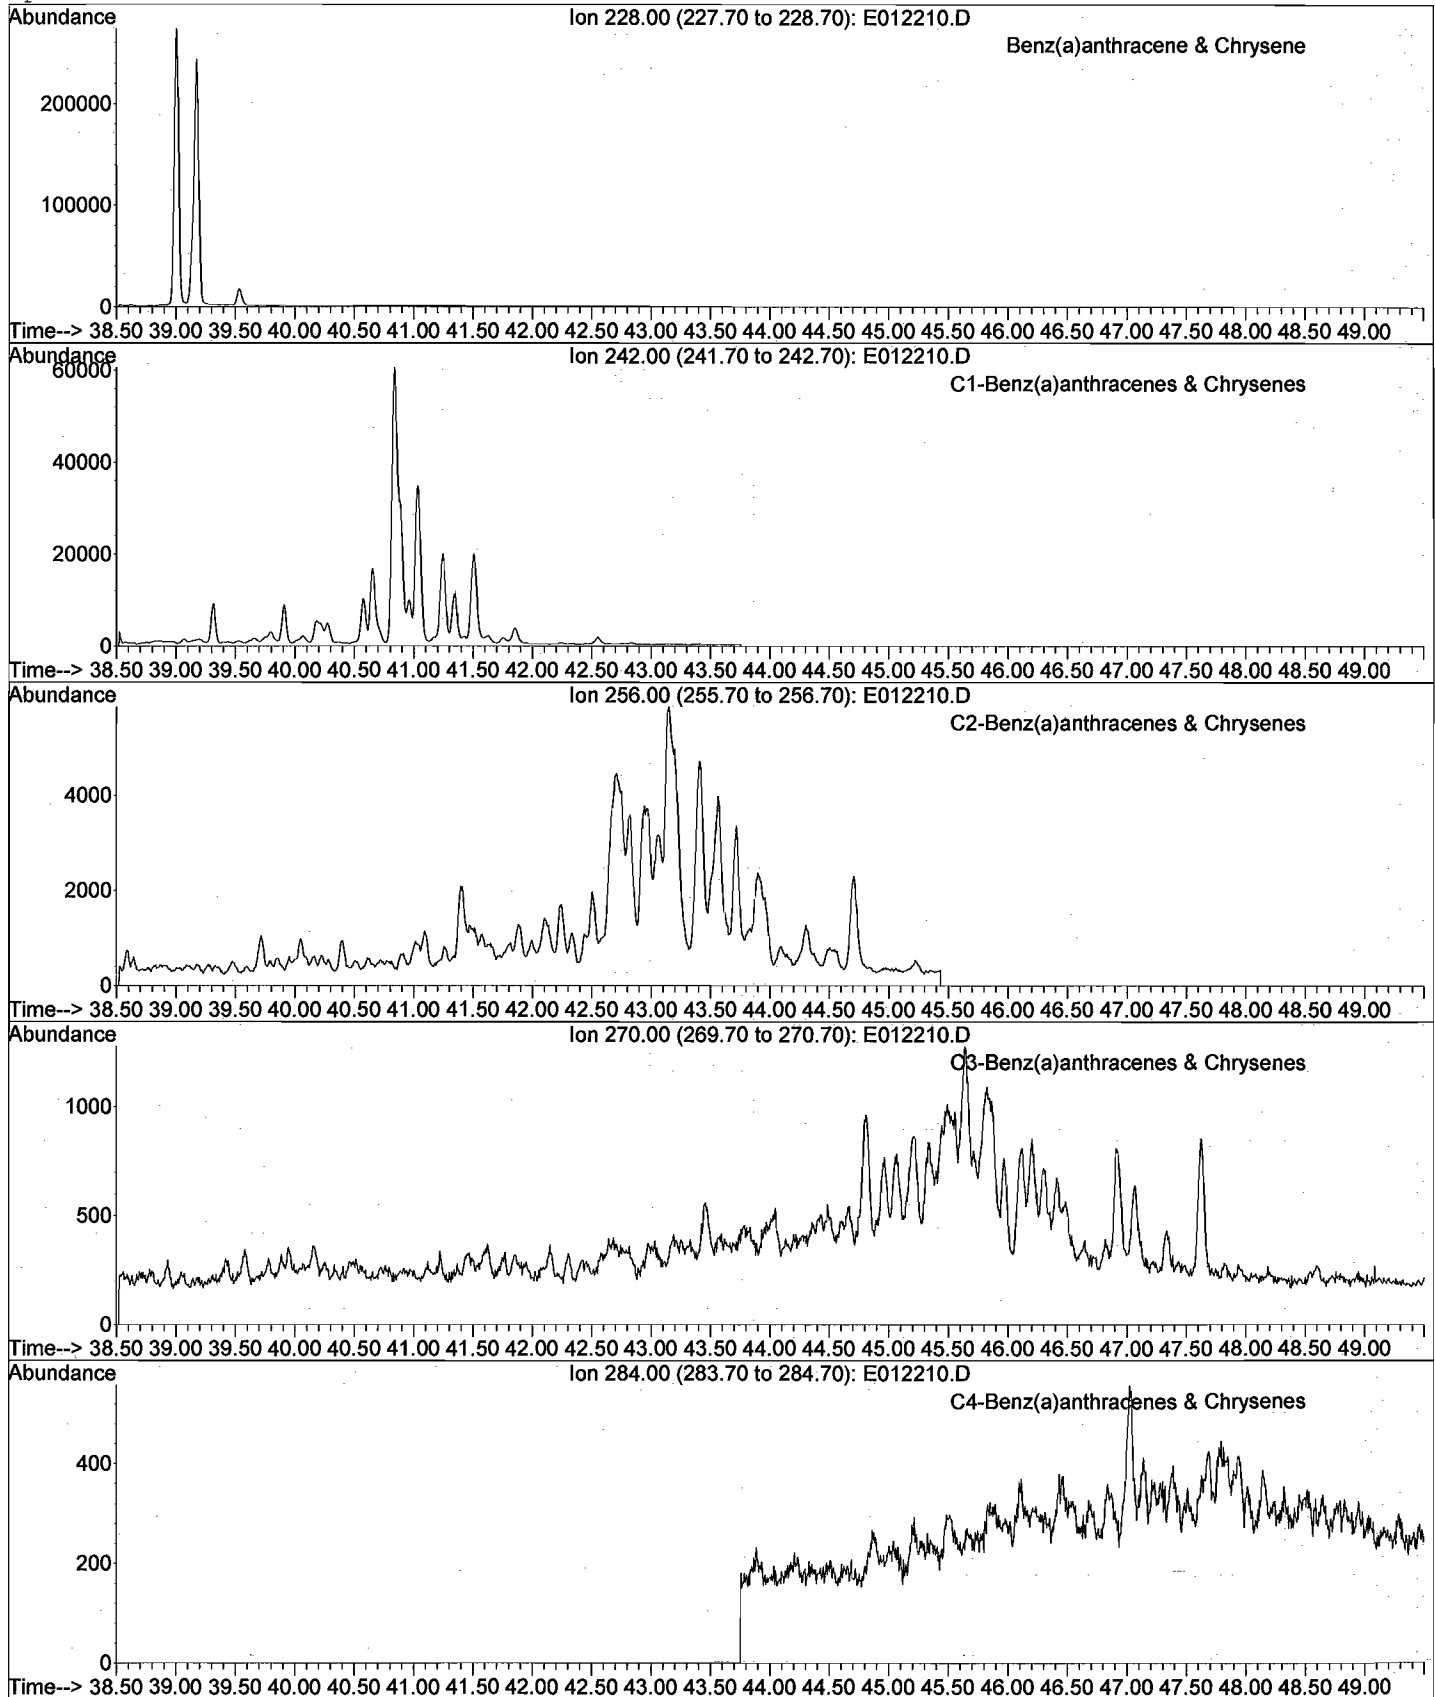 Abundance
Ion 228.00 (227.70 to 228.70): E012210.D
Benz(a)anthracene & Chrysene
200000
100000
0
Time--> 38.50 39.00 39.50 40.00 40.50 41.00 41.50 42.00 42.50 43.00 43.50 44.00 44.50 45.00 45.50 46.00 46.50 47.00 47.50 48.00 48.50 49.00
Abundance
Ion 242.00 (241.70 to 242.70): E012210.D
60000
C1-Benz(a)anthracenes & Chrysenes
40000
20000
0
Time--> 38.50 39.00 39.50 40.00 40.50 41.00 41.50 42.00 42.50 43.00 43.50 44.00 44.50 45.00 45.50 46.00 46.50 47.00 47.50 48.00 48.50 49.00
Abundance
Ion 256.00 (255.70 to 256.70): E012210.D
C2-Benz(a)anthracenes & Chrysenes
4000
2000
0
Time--> 38.50 39.00 39.50 40.00 40.50 41.00 41.50 42.00 42.50 43.00 43.50 44.00 44.50 45.00 45.50 46.00 46.50 47.00 47.50 48.00 48.50 49.00
Abundance
Ion 270.00 (269.70 to 270.70): E012210.D
C3-Benz(a)anthracenes & Chrysenes
1000
500
0
Time--> 38.50 39.00 39.50 40.00 40.50 41.00 41.50 42.00 42.50 43.00 43.50 44.00 44.50 45.00 45.50 46.00 46.50 47.00 47.50 48.00 48.50 49.00
Abundance
Ion 284.00 (283.70 to 284.70): E012210.D
C4-Benz(a)anthracenes & Chrysenes
400
200
0
Time--> 38.50 39.00 39.50 40.00 40.50 41.00 41.50 42.00 42.50 43.00 43.50 44.00 44.50 45.00 45.50 46.00 46.50 47.00 47.50 48.00 48.50 49.00